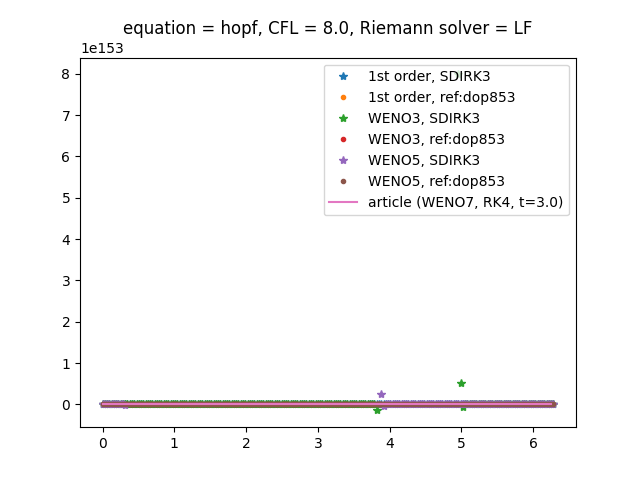 equation = hopf, CFL = 8.0, Riemann solver = LF
1e153
8
7
6
5
4
3
2
1
0
1st order, SDIRK3
1st order, ref:dop853
WENO3, SDIRK3
WENO3, ref:dop853
WENO5, SDIRK3
WENO5, ref:dop853
article (WENO7, RK4, t=3.0)
0 1 2 3 4 5 6